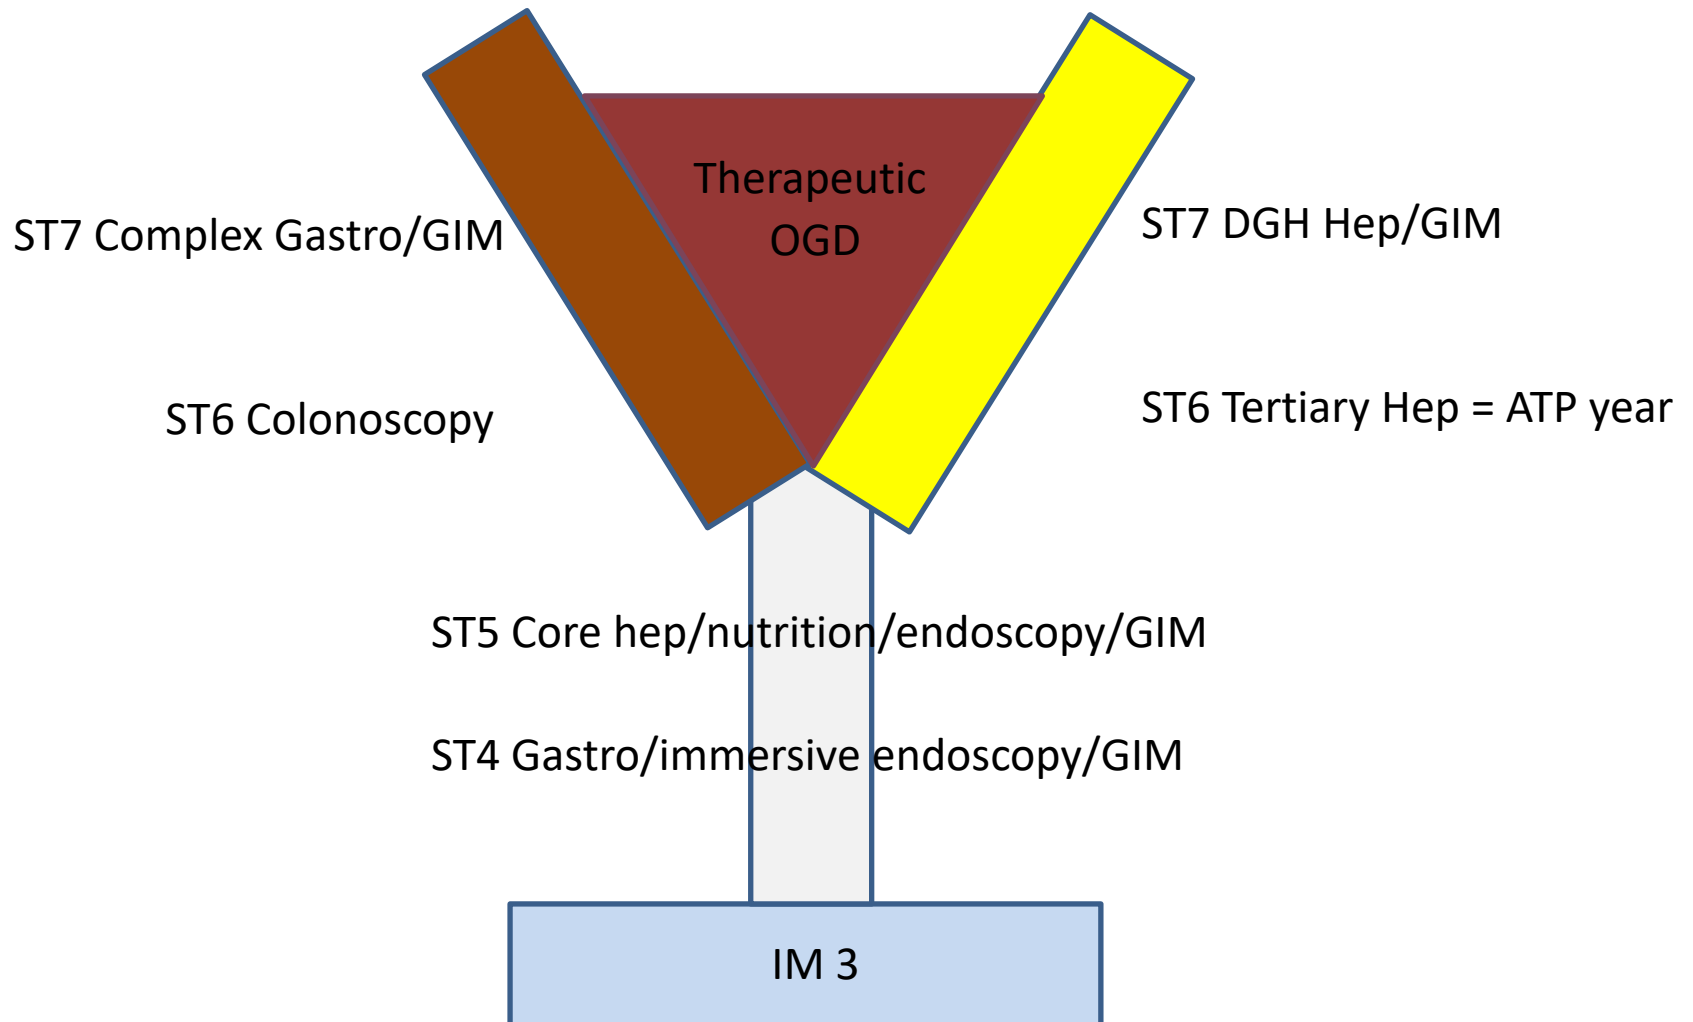 Therapeutic
OGD
ST7 Complex Gastro/GIM
ST7 DGH Hep/GIM
ST6 Colonoscopy
ST6 Tertiary Hep = ATP year
ST5 Core hep/nutrition/endoscopy/GIM
ST4 Gastro/immersive endoscopy/GIM
IM 3